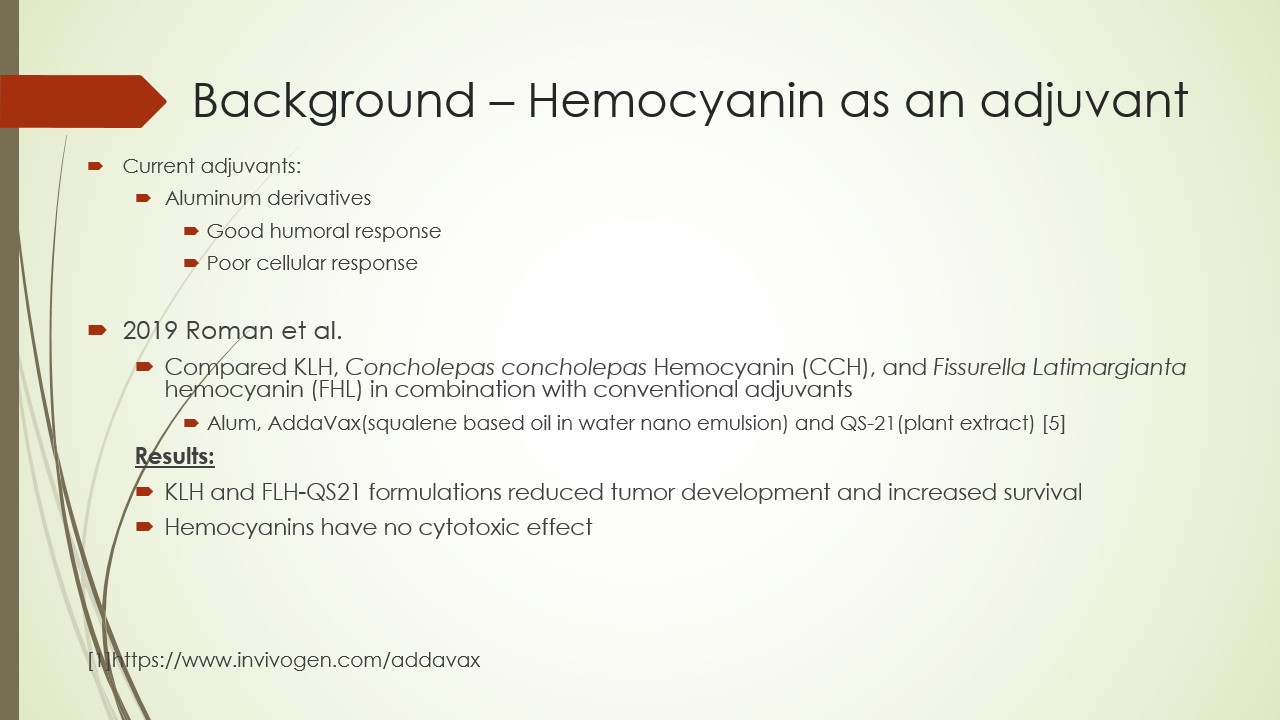 Background – Hemocyanin as an adjuvant
Current adjuvants:
Aluminum derivatives
Good humoral response
Poor cellular response
2019 Roman et al.
Compared KLH, Concholepas concholepas Hemocyanin (CCH), and Fissurella Latimargianta
hemocyanin (FHL) in combination with conventional adjuvants
Alum, AddaVax(squalene based oil in water nano emulsion) and QS-21(plant extract) [5]
Results:
KLH and FLH-QS21 formulations reduced tumor development and increased survival
Hemocyanins have no cytotoxic effect
[1]https://www.invivogen.com/addavax